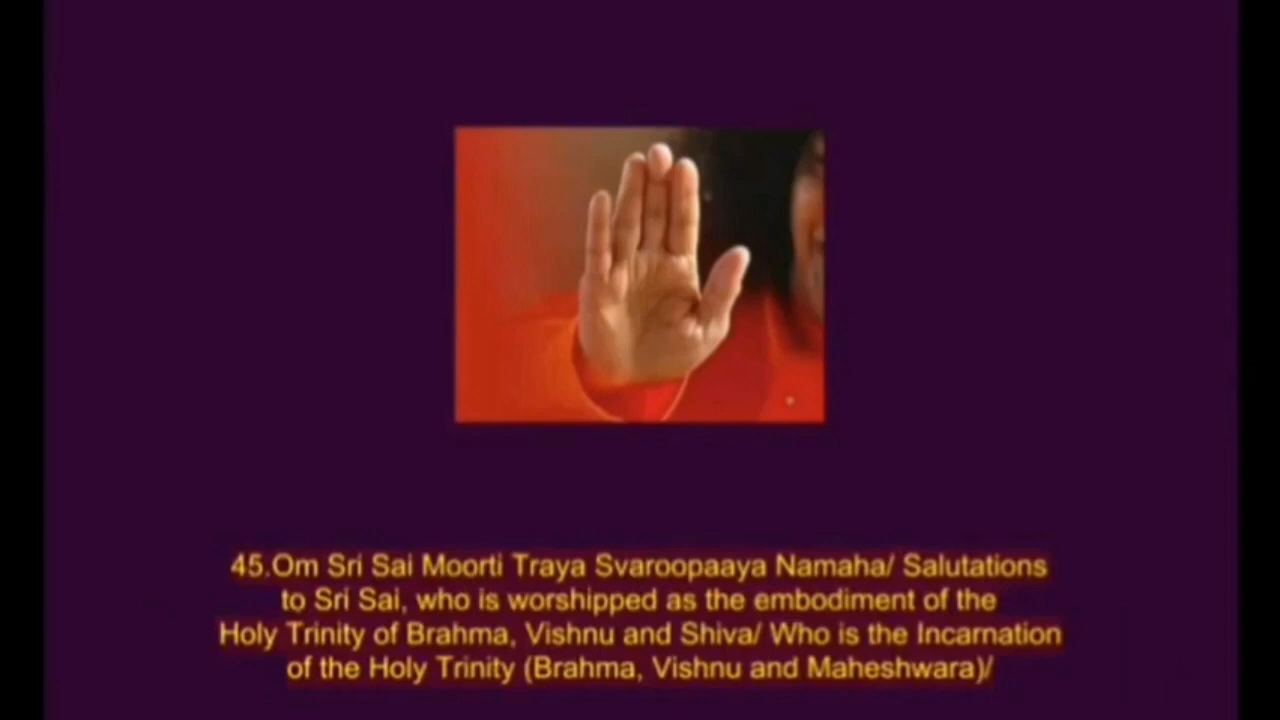 45.Om Sri Sai Moorti Traya Svaroopaaya Namaha/ Salutations
to Sri Sai, who is worshipped as the embodiment of the
Holy Trinity of Brahma, Vishnu and Shiva/ Who is the Incarnation
of the Holy Trinity (Brahma, Vishnu and Maheshwara)/